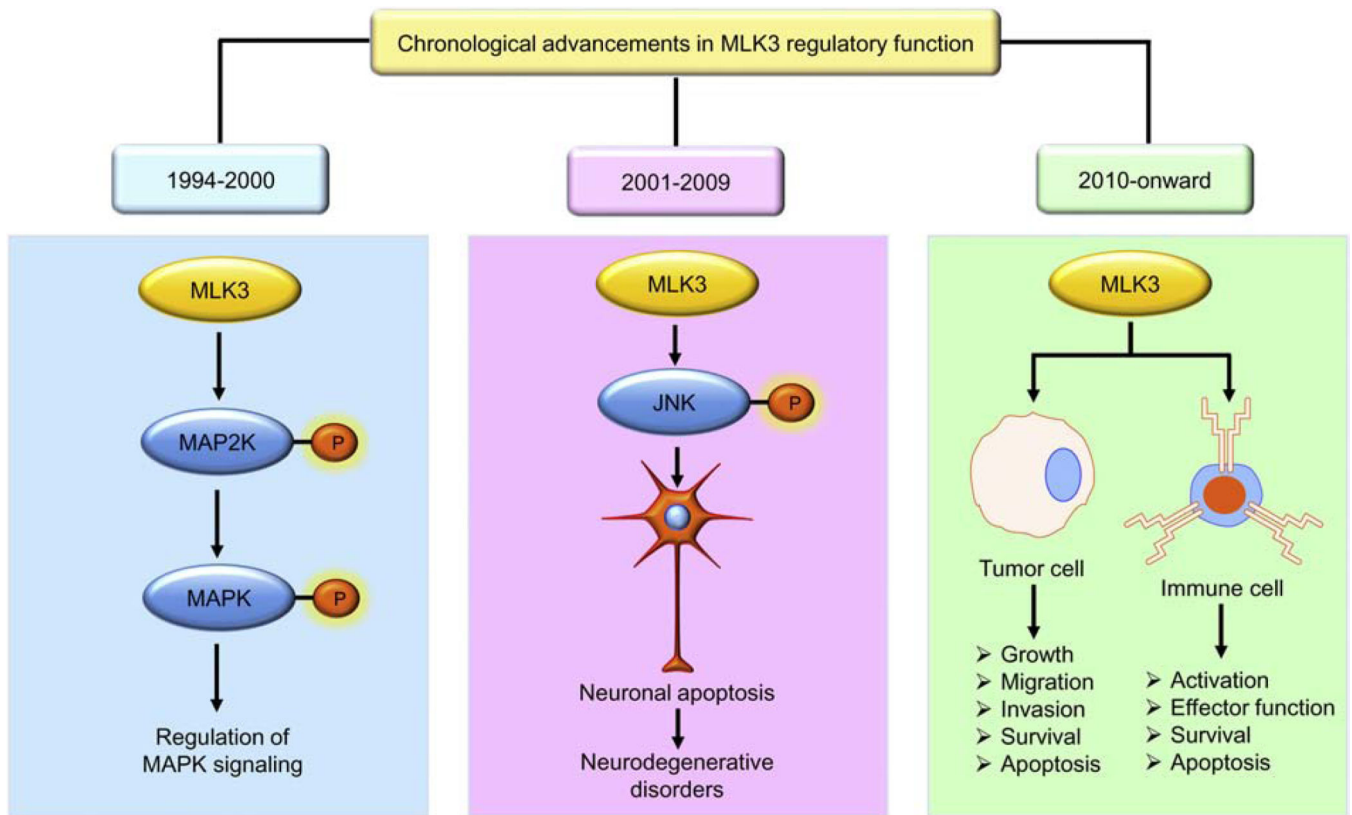 Chronological advancements in MLK3 regulatory function
1994-2000
2001-2009
2010-onward
MLK3
MAP2K
P
MAPK
P
Regulation of
MAPK signaling
MLK3
JNK
P
Neuronal apoptosis
Neurodegenerative
disorders
MLK3
Tumor cell
➢ Growth
➢ Migration
➢ Invasion
➢ Survival
➢ Apoptosis
Immune cell
➢ Activation
➢ Effector function
➢ Survival
➢ Apoptosis